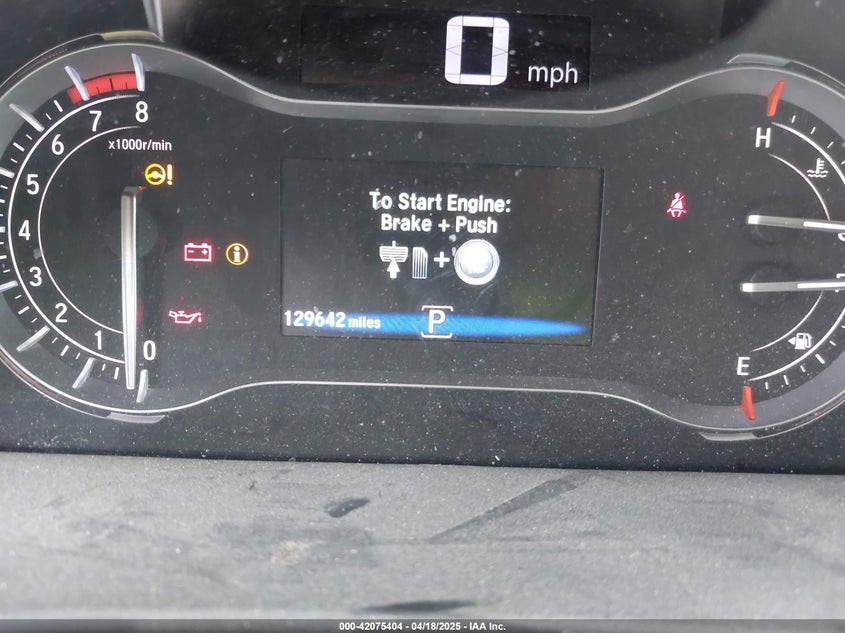 0 mph
8
7
6
x1000r/min
5
4
3
2
1
0
H
To Start Engine:
Brake + Push
+
129642 miles
P
E
000-42075404 - 04/18/2025 - IAA Inc.